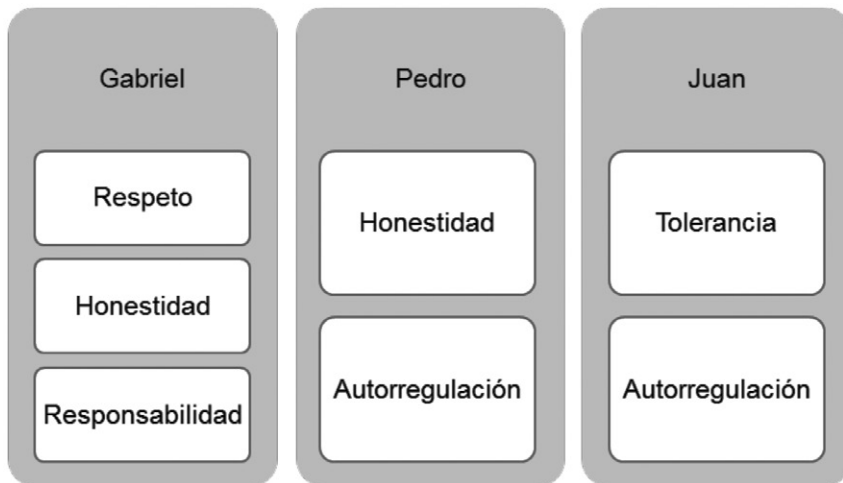 Gabriel
Respeto
Honestidad
Responsabilidad
Pedro
Honestidad
Autorregulación
Juan
Tolerancia
Autorregulación